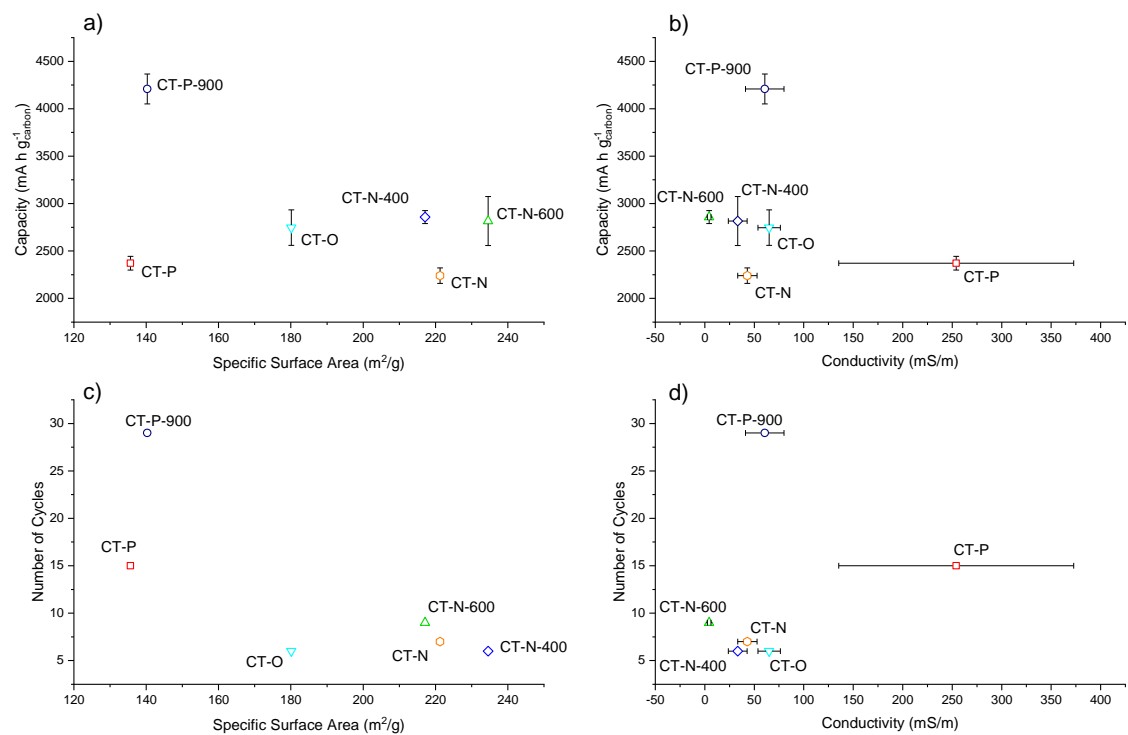 a)
4500
4000
3500
3000
2500
2000
Capacity (mA h g⁻¹carbon)
CT-P-900
CT-N-400
CT-N-600
CT-O
CT-P
CT-N
120 140 160 180 200 220 240
Specific Surface Area (m²/g)
b)
4500
4000
3500
3000
2500
2000
Capacity (mA h g⁻¹carbon)
CT-P-900
CT-N-600
CT-N-400
CT-O
CT-P
CT-N
-50 0 50 100 150 200 250 300 350 400
Conductivity (mS/m)
c)
30
25
20
15
10
5
Number of Cycles
CT-P-900
CT-P
CT-N-600
CT-O
CT-N
CT-N-400
120 140 160 180 200 220 240
Specific Surface Area (m²/g)
d)
30
25
20
15
10
5
Number of Cycles
CT-P-900
CT-P
CT-N-600
CT-N
CT-N-400
CT-O
-50 0 50 100 150 200 250 300 350 400
Conductivity (mS/m)